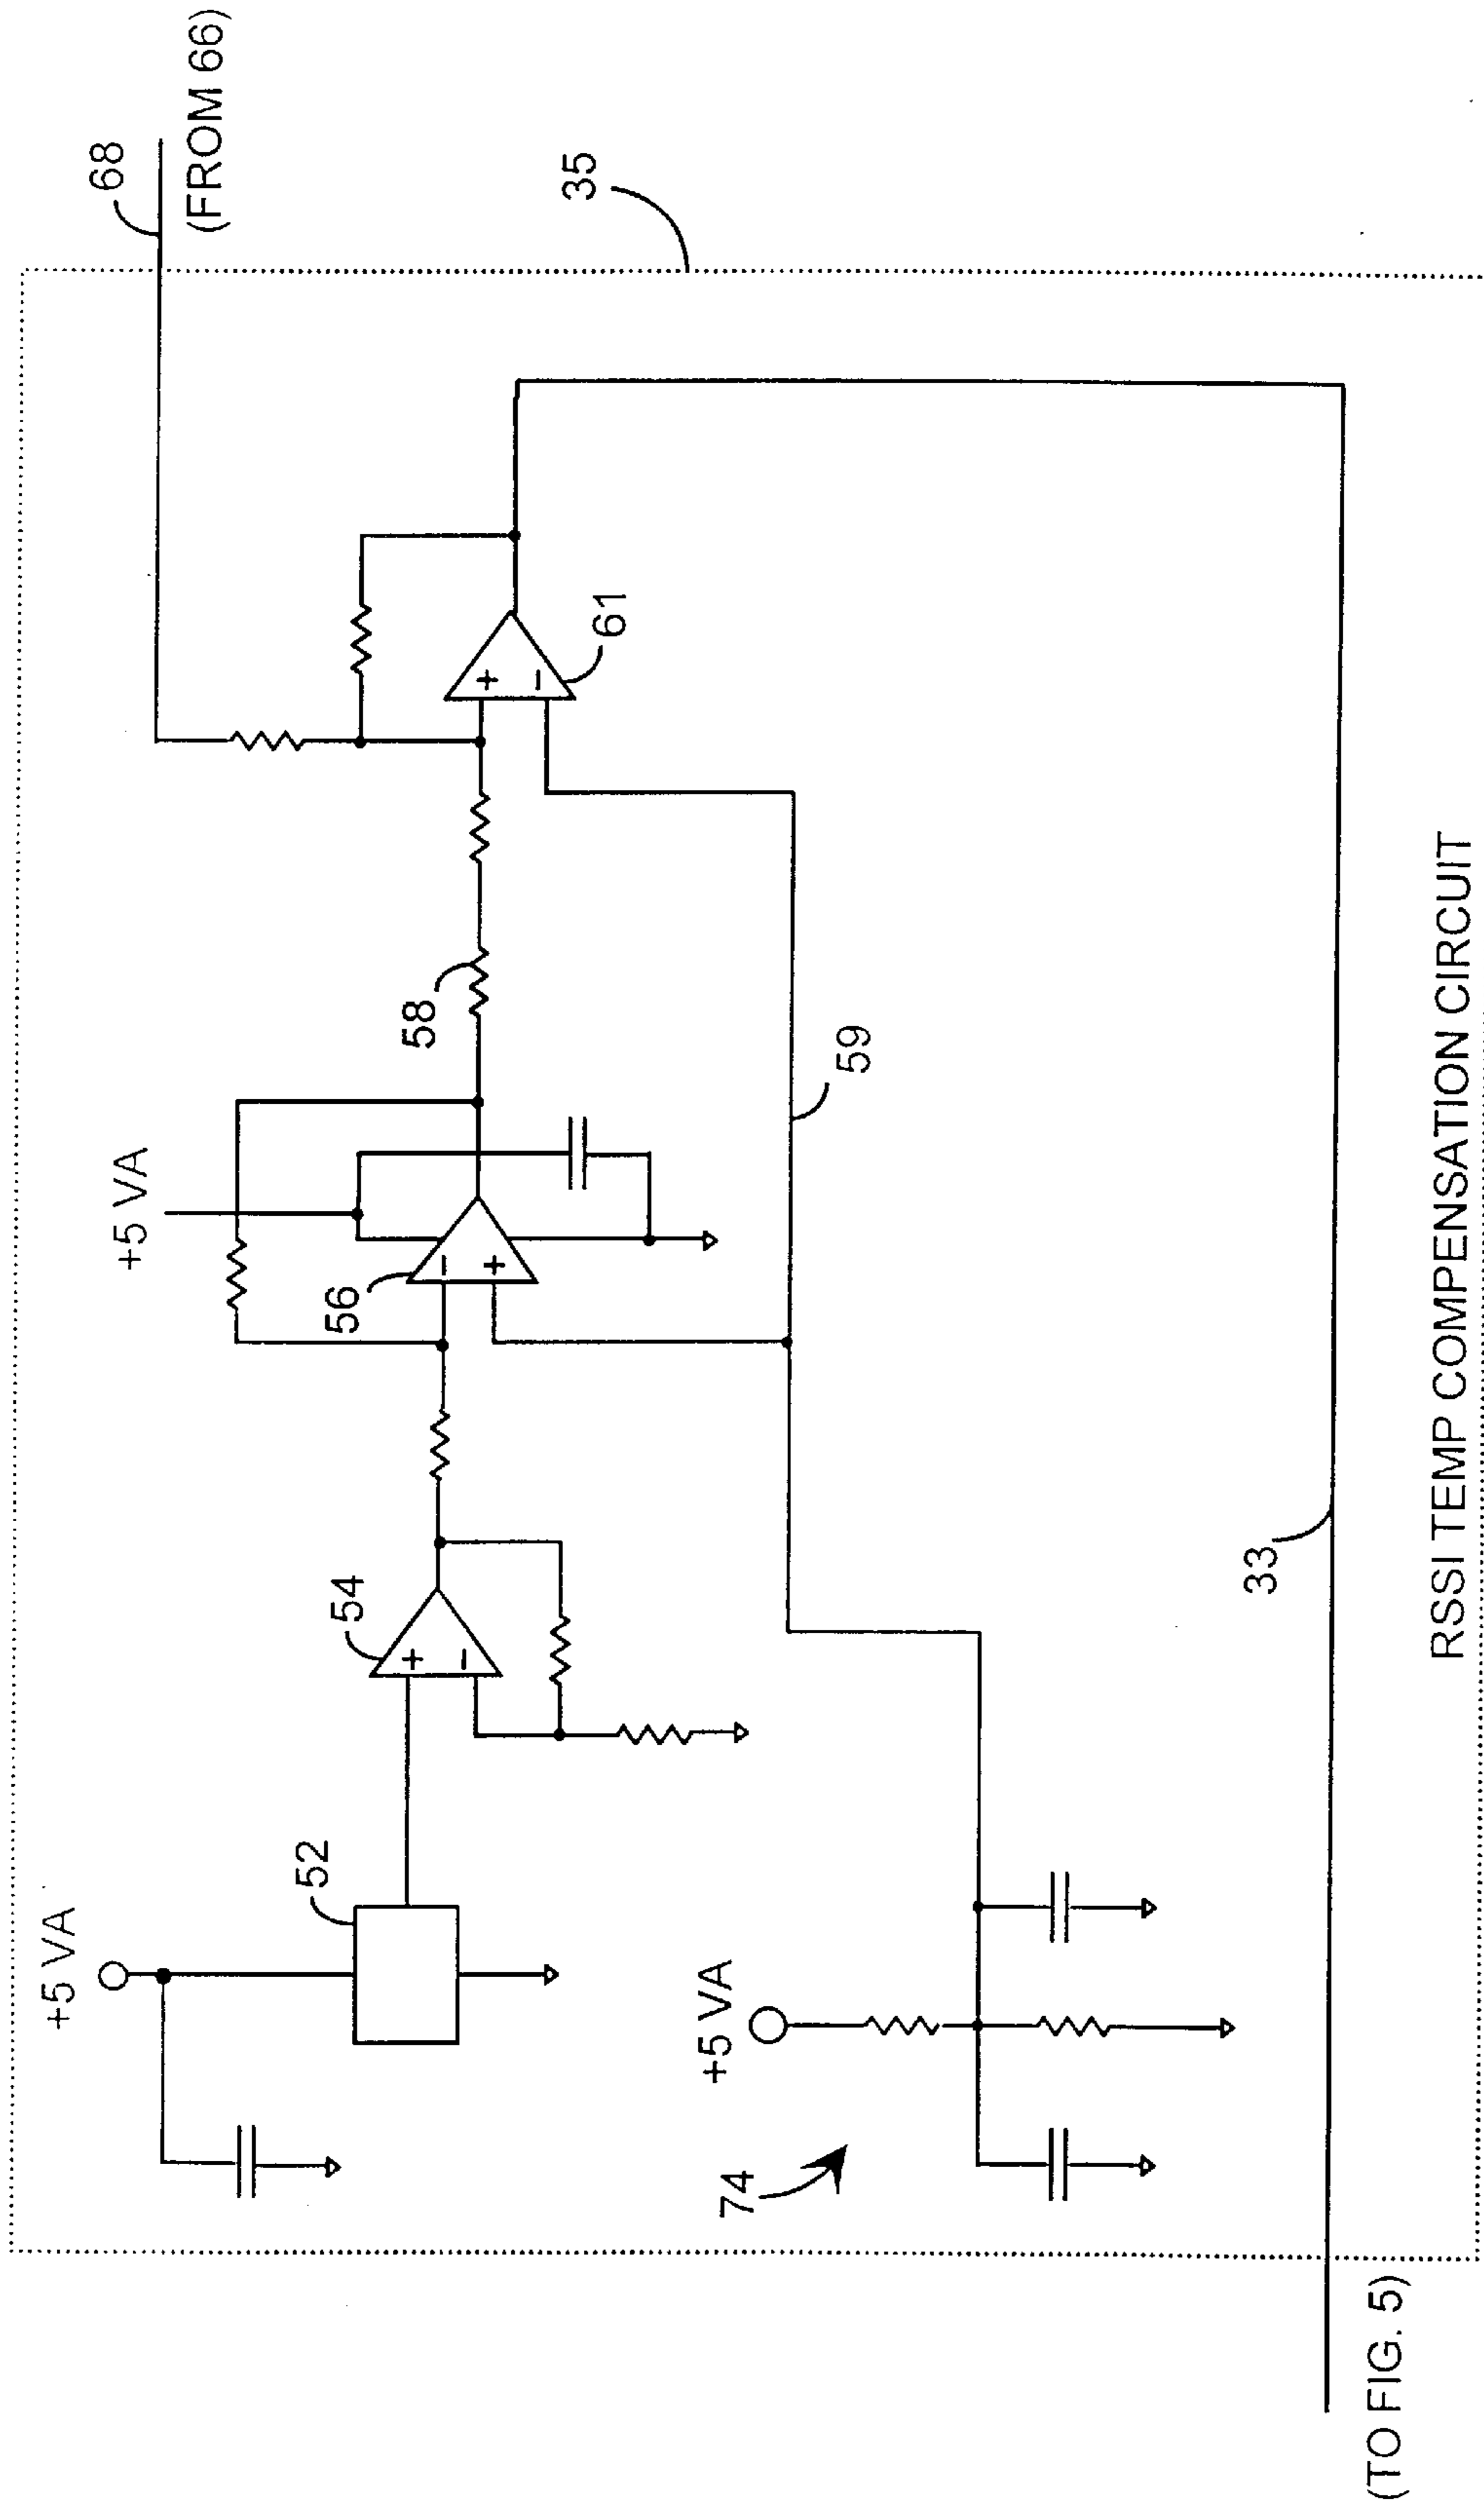 68
(FROM 66)
35
+5 VA
+5 VA
52
54
+
−
56
−
+
58
+
−
61
59
+5 VA
74
33
(TO FIG. 5)
RSSI TEMP COMPENSATION CIRCUIT